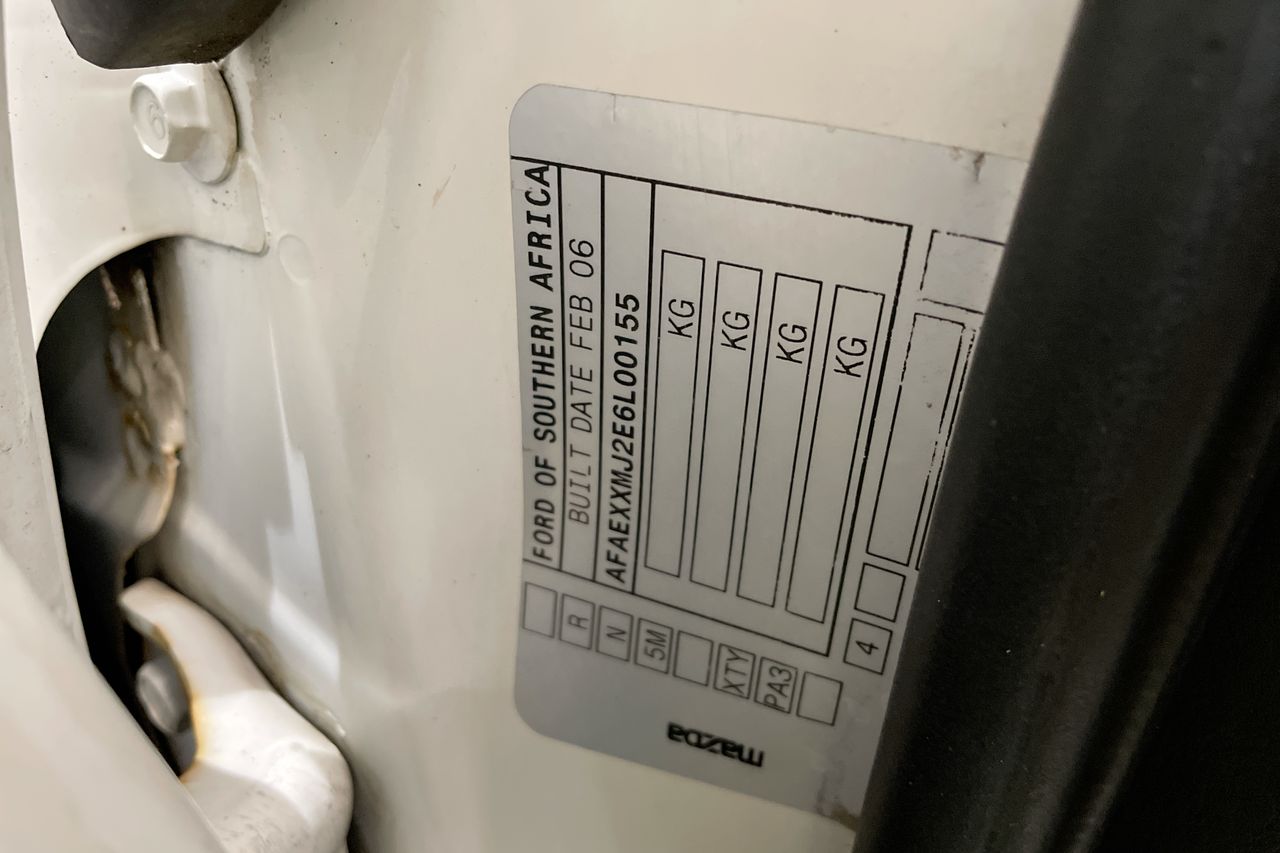 FORD OF SOUTHERN AFRICA
BUILT DATE FEB 06
AFAEXXMJ2E6L00155
KG
KG
KG
KG
R
N
5M
XTY
PA3
4
mazda